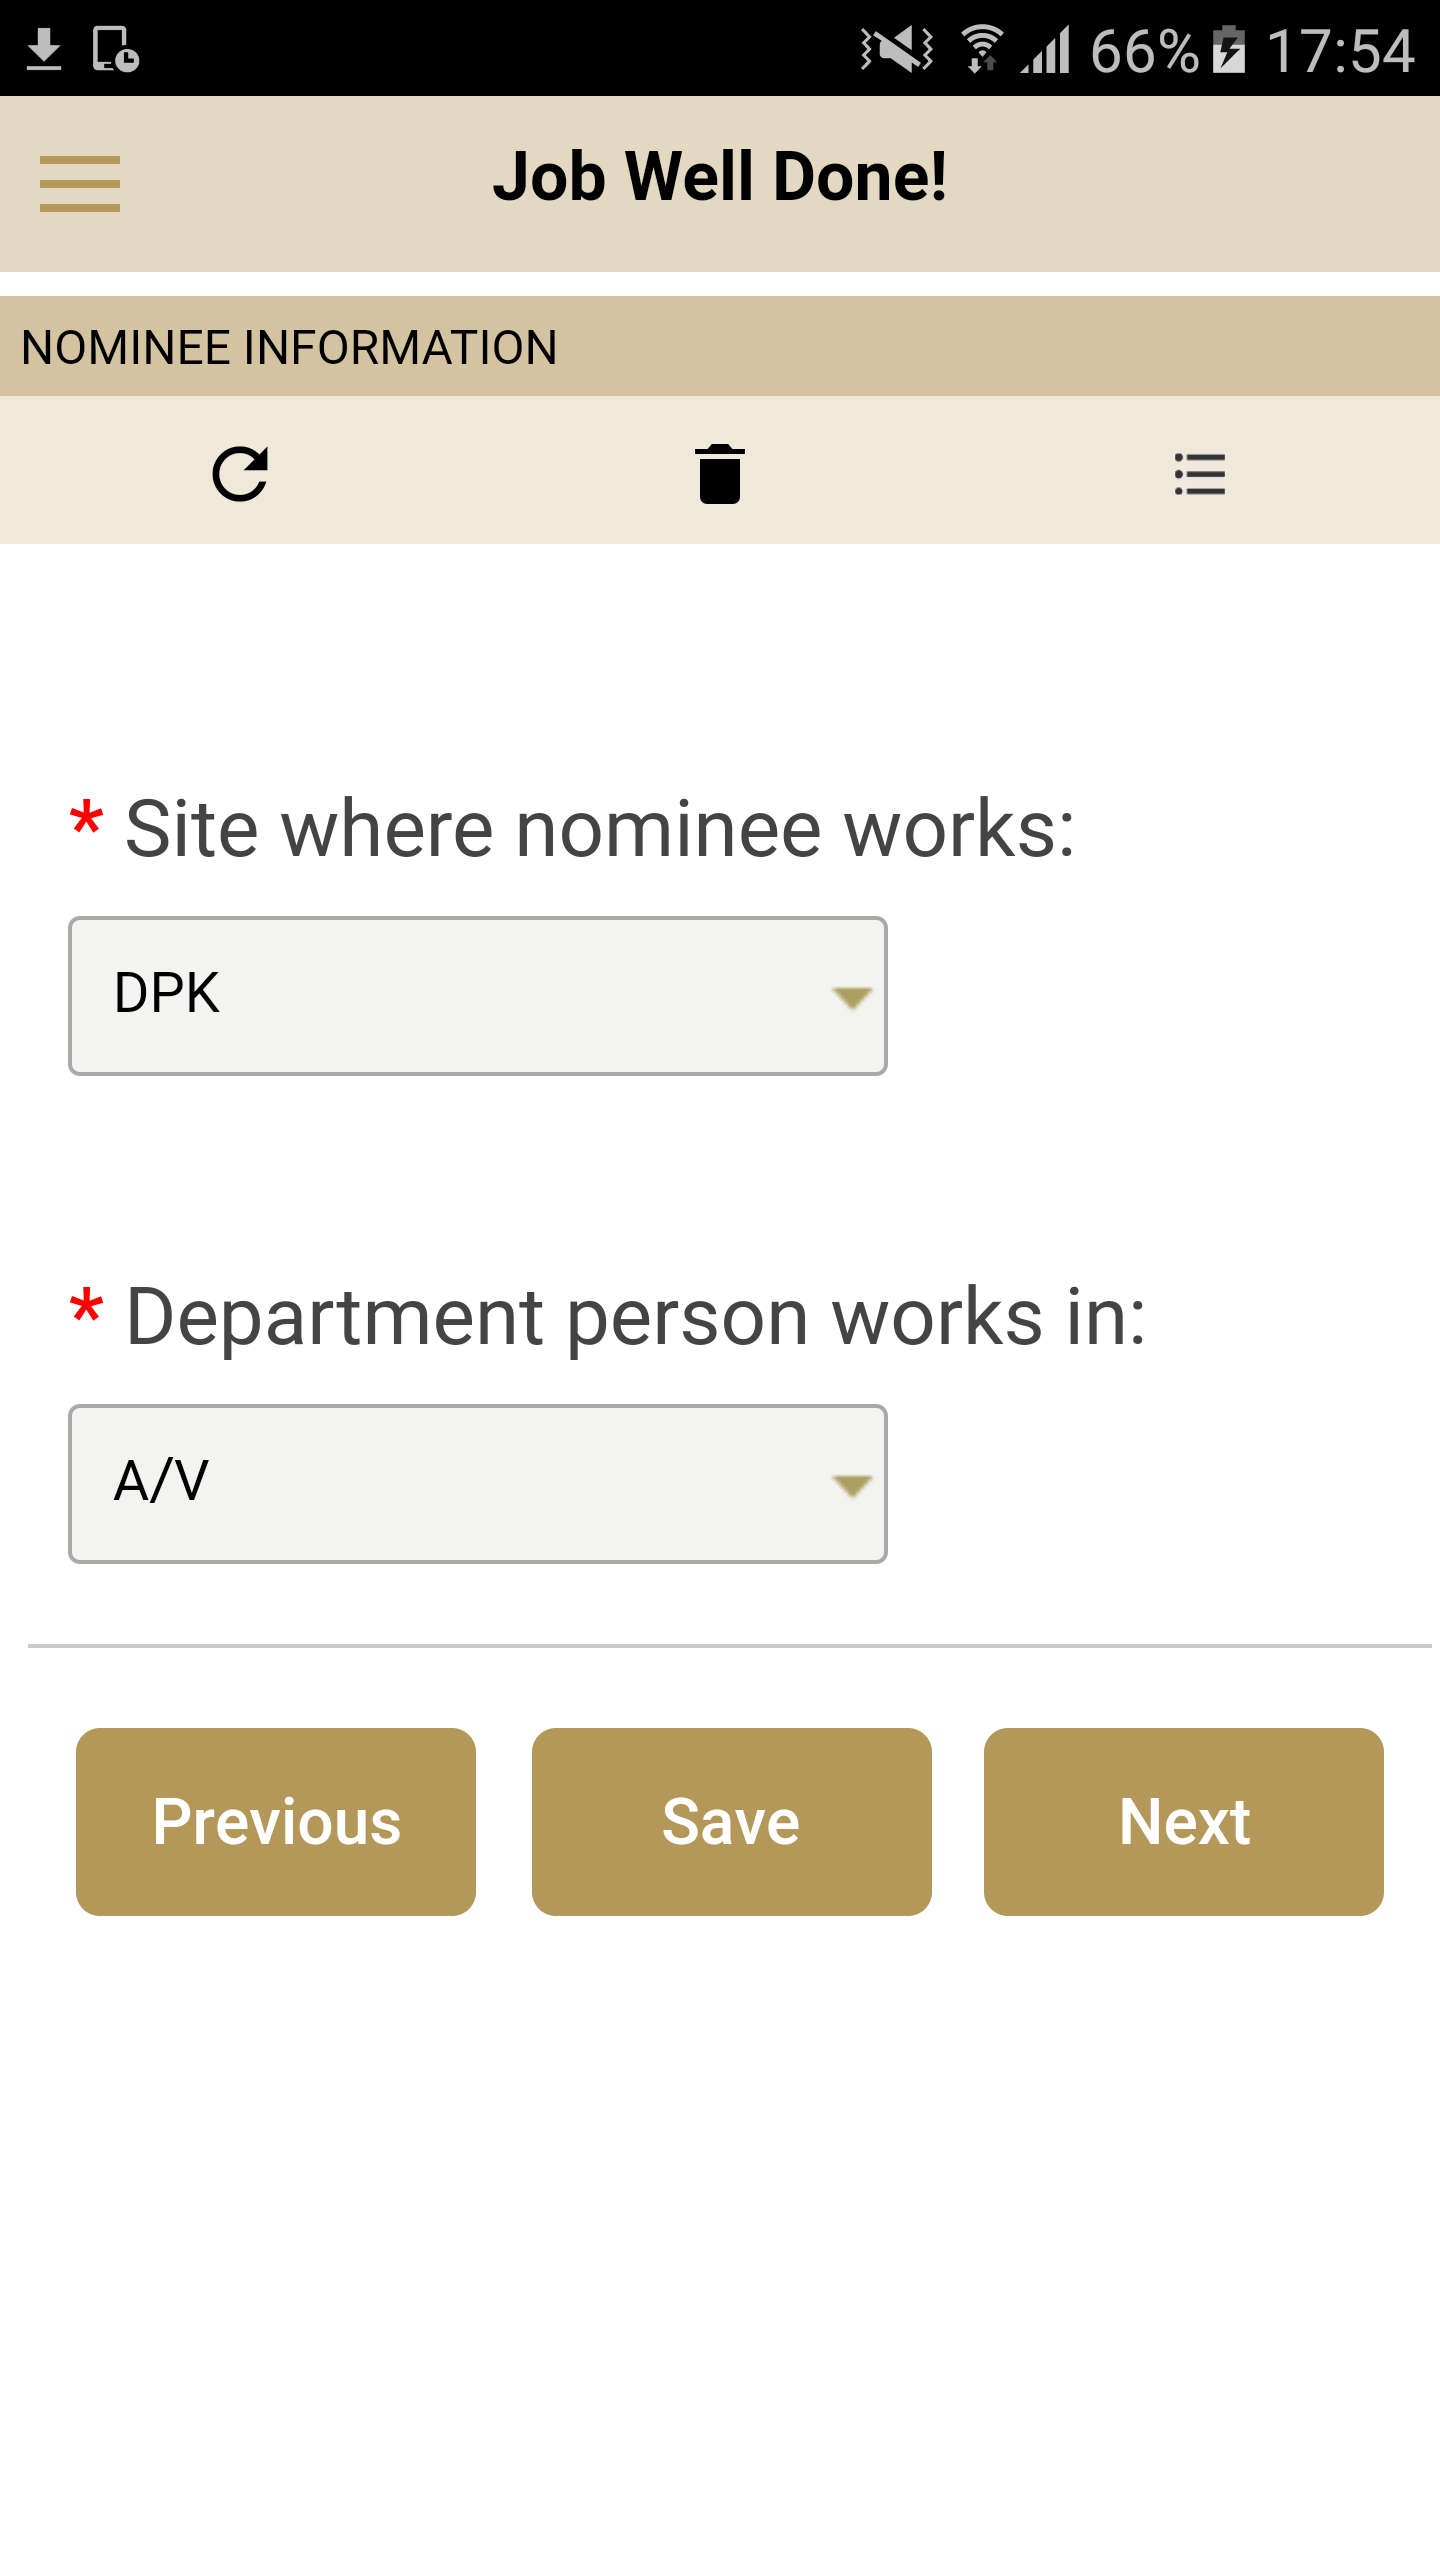 66% 17:54
Job Well Done!
NOMINEE INFORMATION
* Site where nominee works:
DPK
* Department person works in:
A/V
Previous Save Next